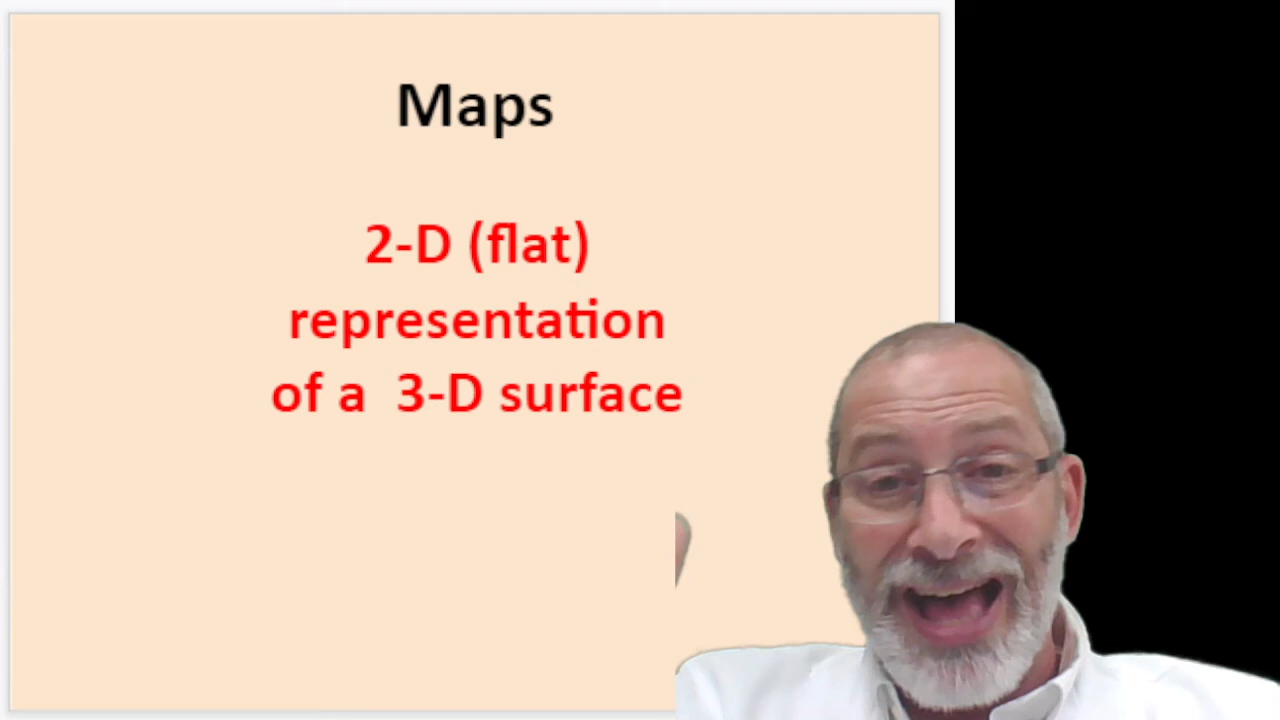 Maps
2-D (flat)
representation
of a 3-D surface